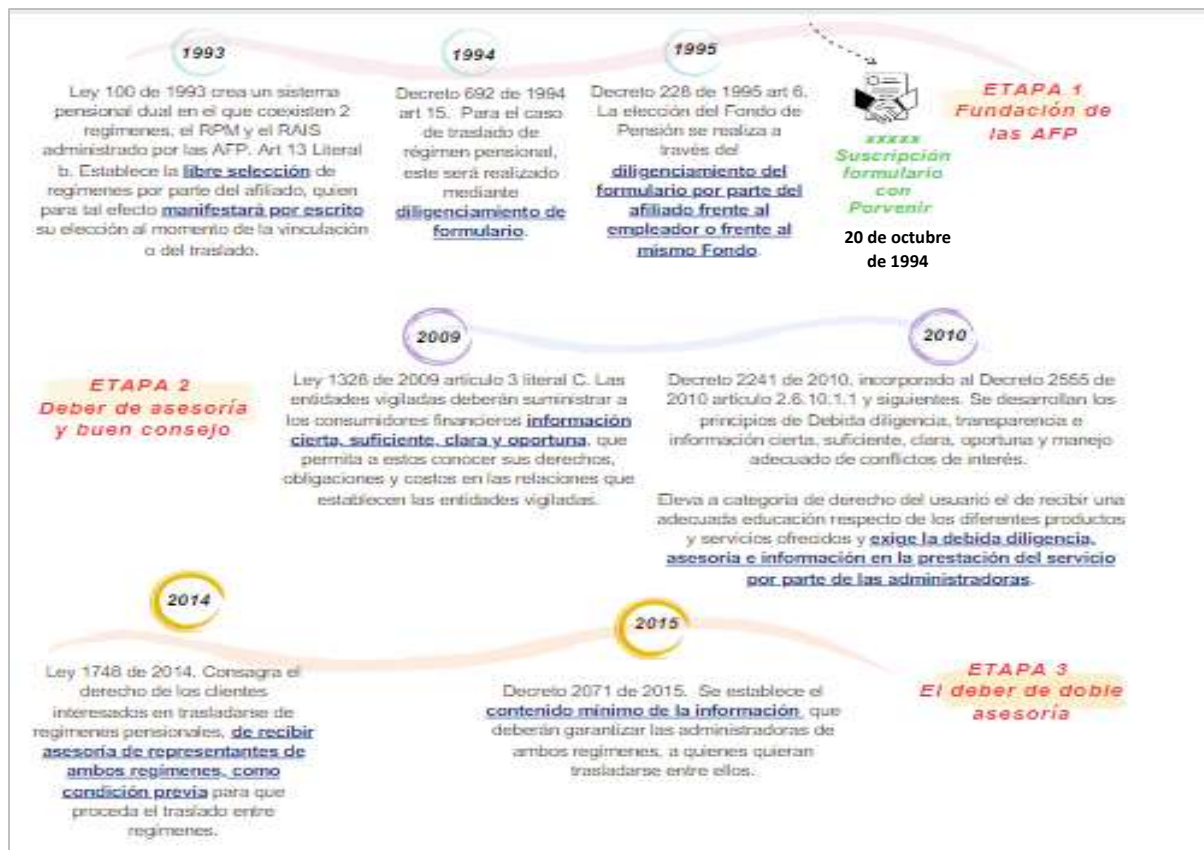 1993
Ley 100 de 1993 crea un sistema
pensional dual en el que coexisten 2
regímenes, el RPM y el RAIS
administrado por las AFP. Art 13 Literal
b. Establece la libre selección de
regímenes por parte del afiliado, quien
para tal efecto manifestará por escrito
su elección al momento de la vinculación
o del traslado.
1994
Decreto 692 de 1994
art 15. Para el caso
de traslado de
régimen pensional,
este será realizado
mediante
diligenciamiento de
formulario.
1995
Decreto 228 de 1995 art 6.
La elección del Fondo de
Pensión se realiza a
través del
diligenciamiento del
formulario por parte del
afiliado frente al
empleador o frente al
mismo Fondo.
xxxxx
Suscripción
formulario
con
Porvenir
20 de octubre
de 1994
ETAPA 1
Fundación de
las AFP
ETAPA 2
Deber de asesoría
y buen consejo
2009
Ley 1328 de 2009 artículo 3 literal C. Las
entidades vigiladas deberán suministrar a
los consumidores financieros información
cierta, suficiente, clara y oportuna, que
permita a estos conocer sus derechos,
obligaciones y costos en las relaciones que
establecen las entidades vigiladas.
2010
Decreto 2241 de 2010, incorporado al Decreto 2555 de
2010 artículo 2.6.10.1.1 y siguientes. Se desarrollan los
principios de Debida diligencia, transparencia e
información cierta, suficiente, clara, oportuna y manejo
adecuado de conflictos de interés.
Eleva a categoría de derecho del usuario el de recibir una
adecuada educación respecto de los diferentes productos
y servicios ofrecidos y exige la debida diligencia,
asesoría e información en la prestación del servicio
por parte de las administradoras.
2014
Ley 1748 de 2014. Consagra el
derecho de los clientes
interesados en trasladarse de
regímenes pensionales, de recibir
asesoría de representantes de
ambos regímenes, como
condición previa para que
proceda el traslado entre
regímenes.
2015
Decreto 2071 de 2015. Se establece el
contenido mínimo de la información, que
deberán garantizar las administradoras de
ambos regímenes, a quienes quieran
trasladarse entre ellos.
ETAPA 3
El deber de doble
asesoría